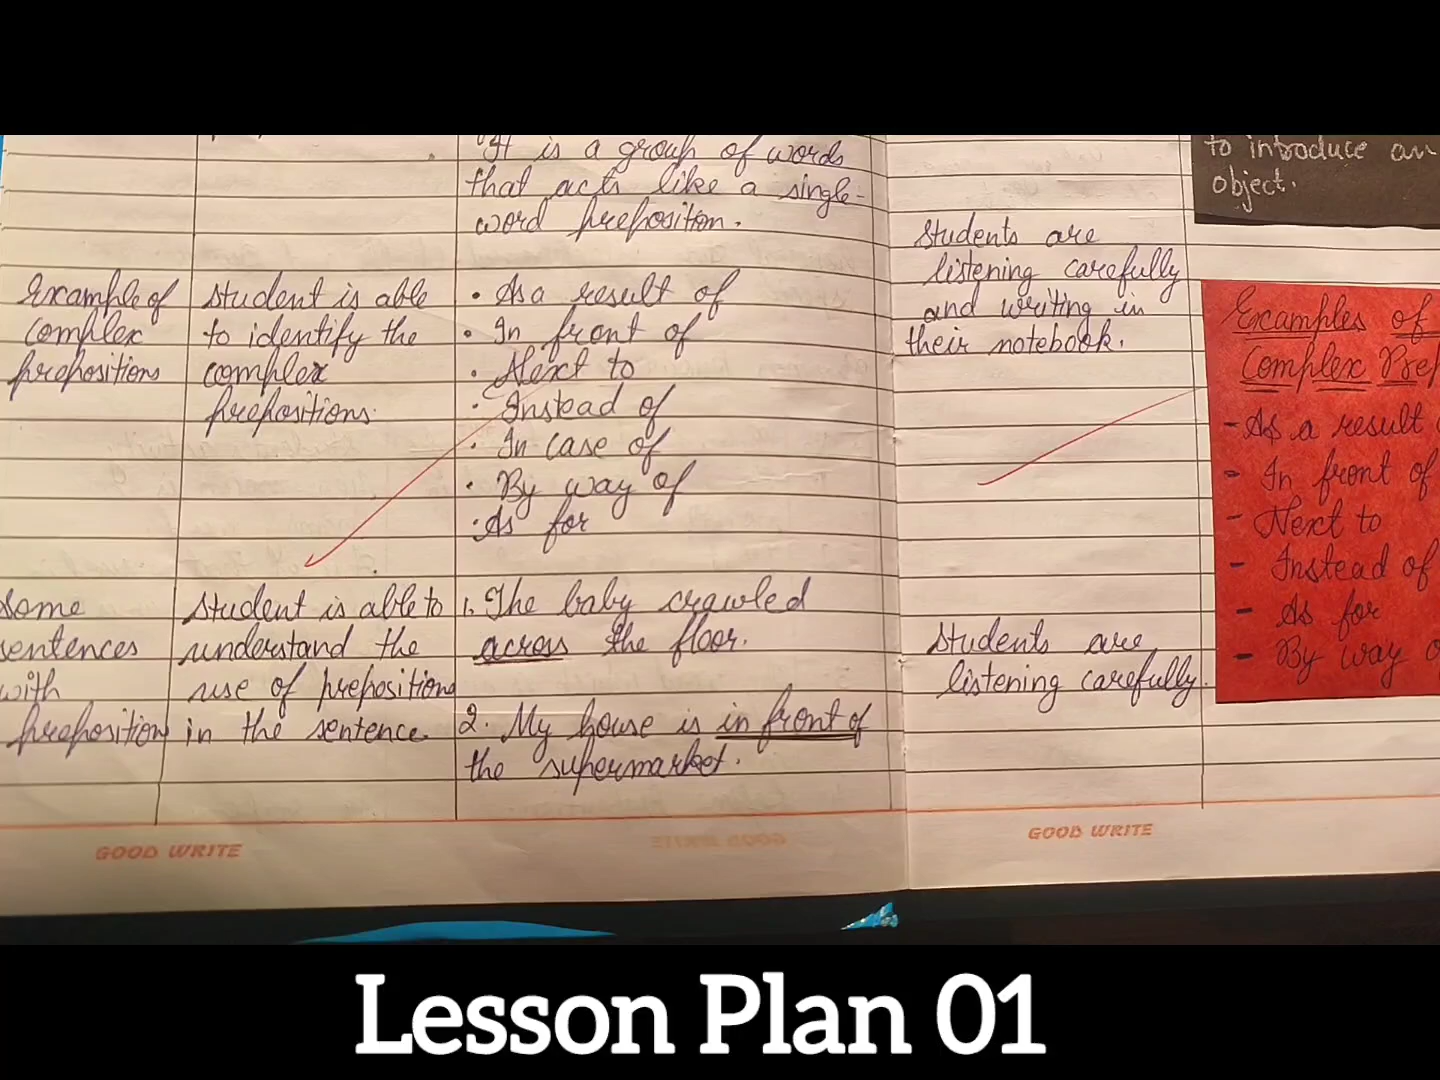 It is a group of words
that acts like a single-
word preposition.
Example of
complex
prepositions
Student is able
to identify the
complex
prepositions.
• As a result of
• In front of
• Next to
• Instead of
• In case of
• By way of
• As for
Students are
listening carefully
and writing in
their notebook.
to introduce an
object.
Examples of
Complex Prep
- As a result
- In front of
- Next to
- Instead of
- As for
- By way o
Some
sentences
with
preposition
Student is able to
understand the
use of prepositions
in the sentence.
1. The baby crawled
across the floor.
2. My house is in front of
the supermarket.
Students are
listening carefully.
GOOD WRITE
GOOD WRITE
GOOD WRITE
Lesson Plan 01